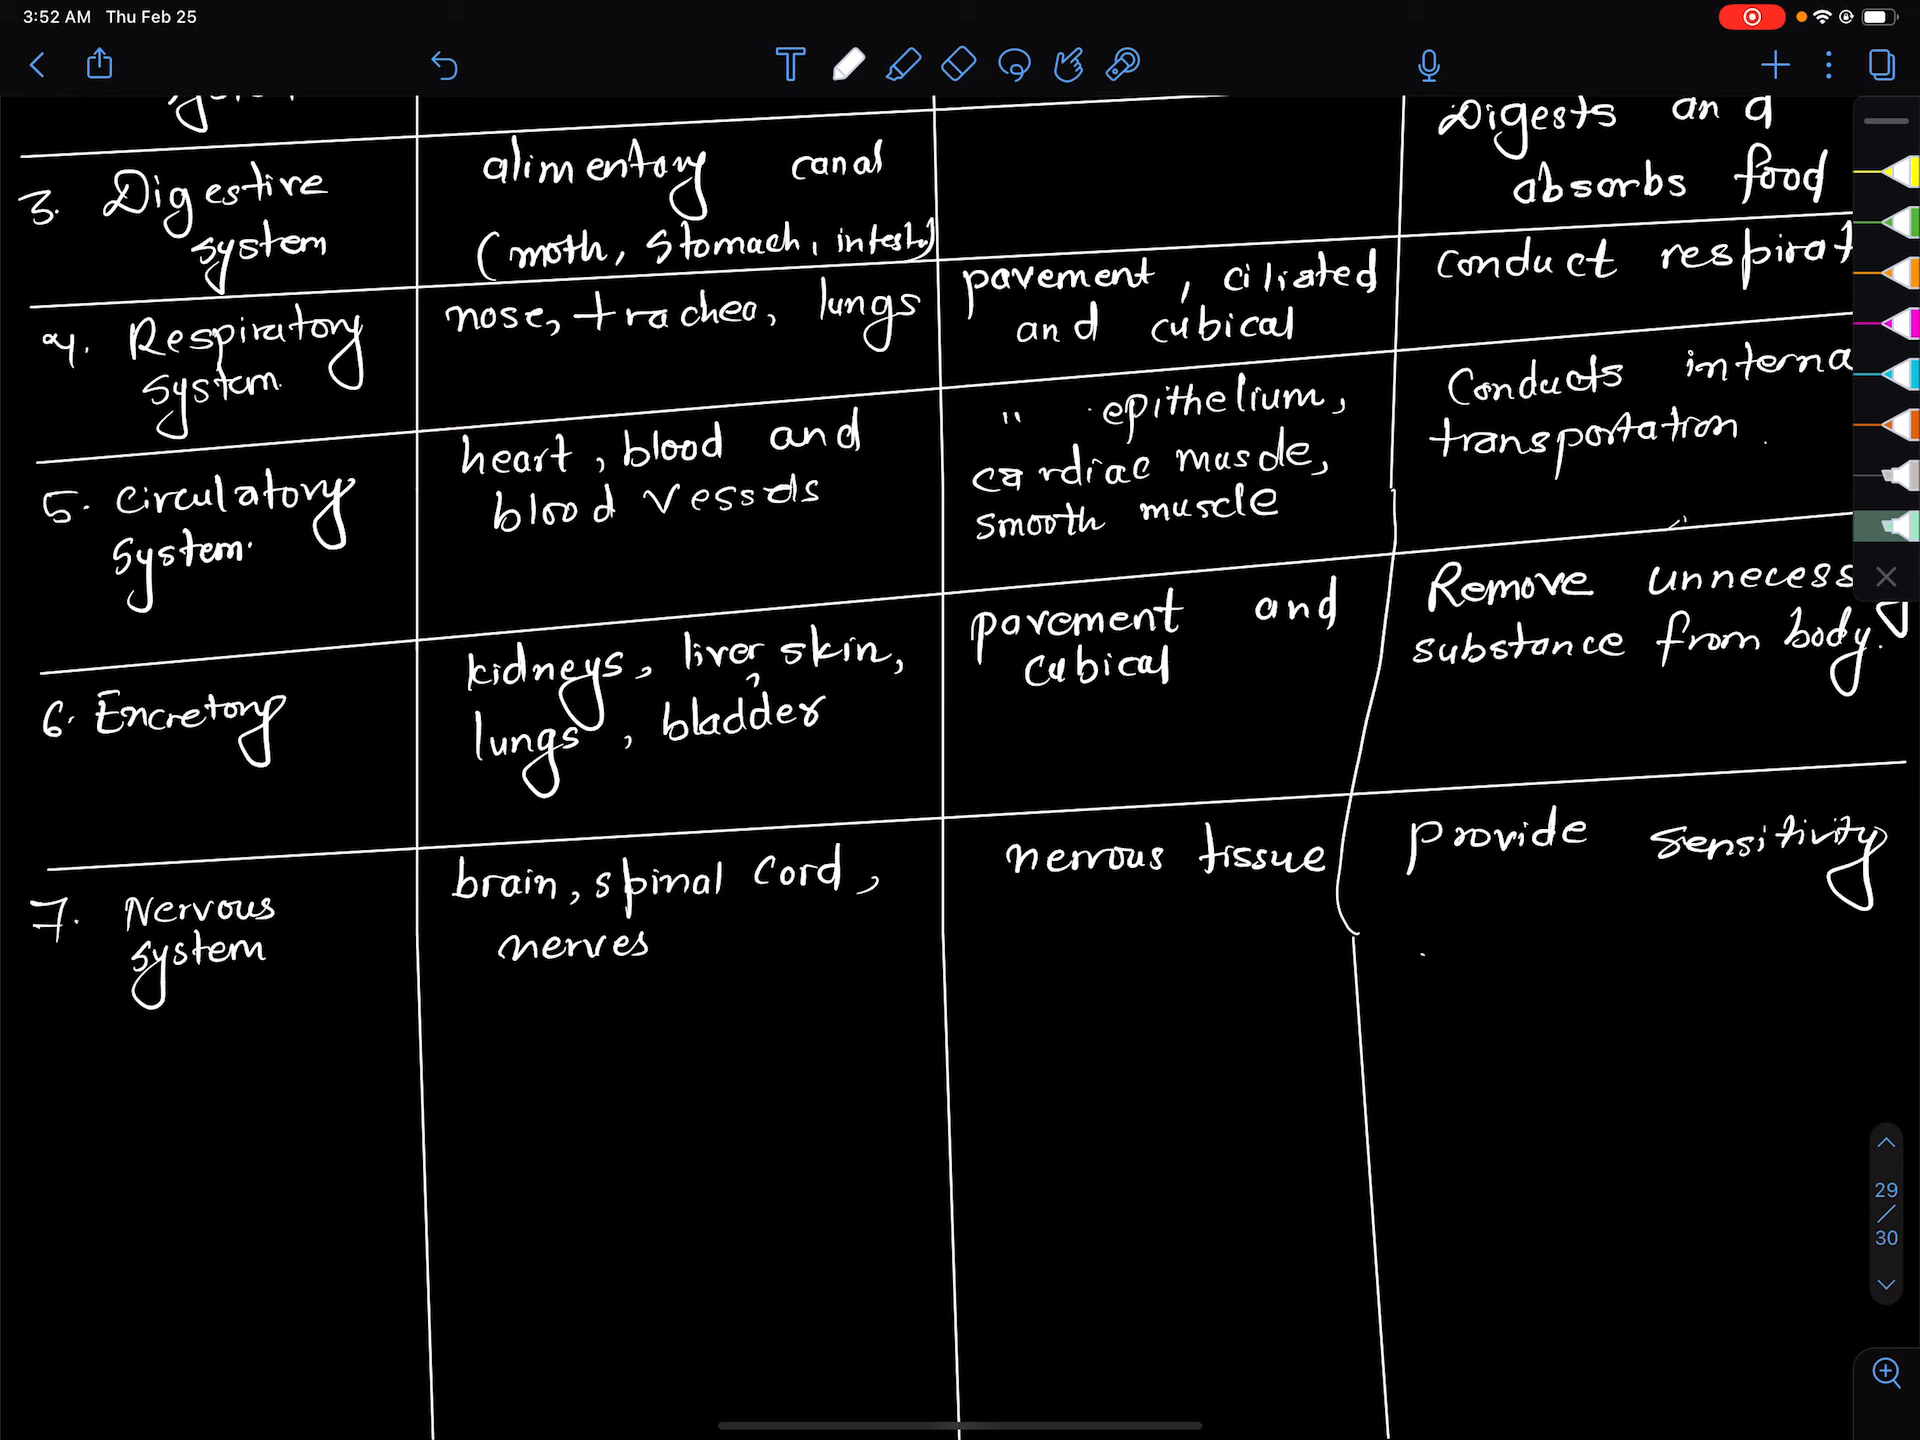 3:52 AM Thu Feb 25
3. Digestive
system
alimentary canal
(moth, stomach,
Digests and
absorbs food
4. Respiratory
system.
nose, trachea, lungs
pavement, ciliated
and cubical
conduct respirat
5. Circulatory
system.
heart, blood and
blood vessels
" epithelium,
cardiac muscle,
smooth muscle
Conducts interna
transportation.
6. Encretory
kidneys, liver, skin,
lungs, bladder
pavement and
cubical
Remove unnecess
substance from body.
7. Nervous
system
brain, spinal cord,
nerves
nervous tissue
provide sensitivity
29
/
30